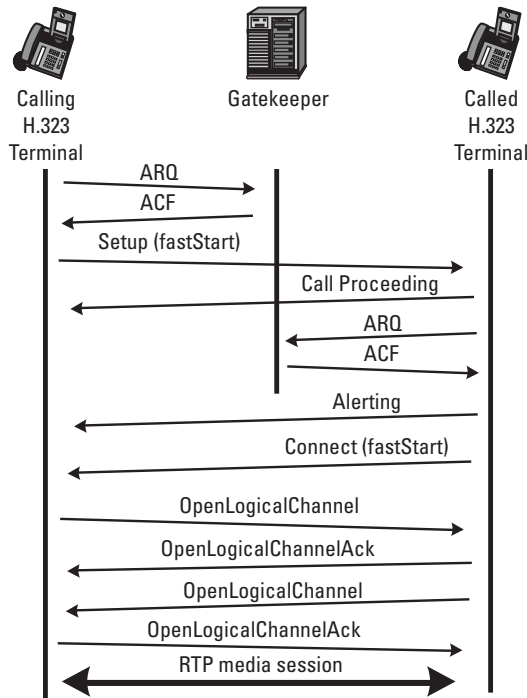 Calling
H.323
Terminal
Gatekeeper
Called
H.323
Terminal
ARQ
ACF
Setup (fastStart)
Call Proceeding
ARQ
ACF
Alerting
Connect (fastStart)
OpenLogicalChannel
OpenLogicalChannelAck
OpenLogicalChannel
OpenLogicalChannelAck
RTP media session